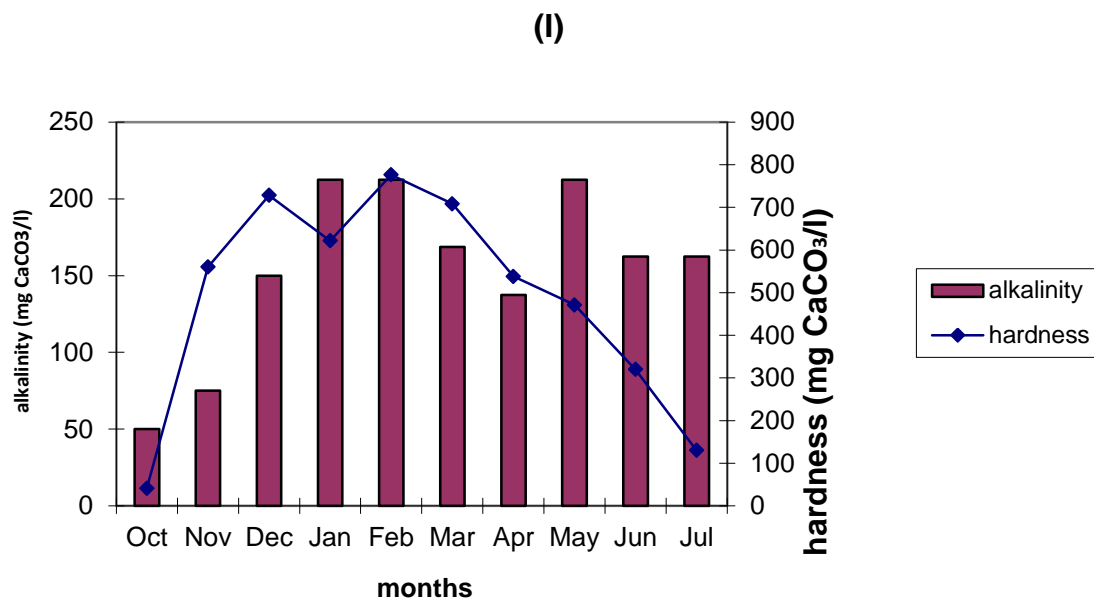 (I)
alkalinity (mg CaCO3/l)
250
200
150
100
50
0
900
800
700
600
500
400
300
200
100
0
hardness (mg CaCO₃/l)
Oct Nov Dec Jan Feb Mar Apr May Jun Jul
months
alkalinity
hardness